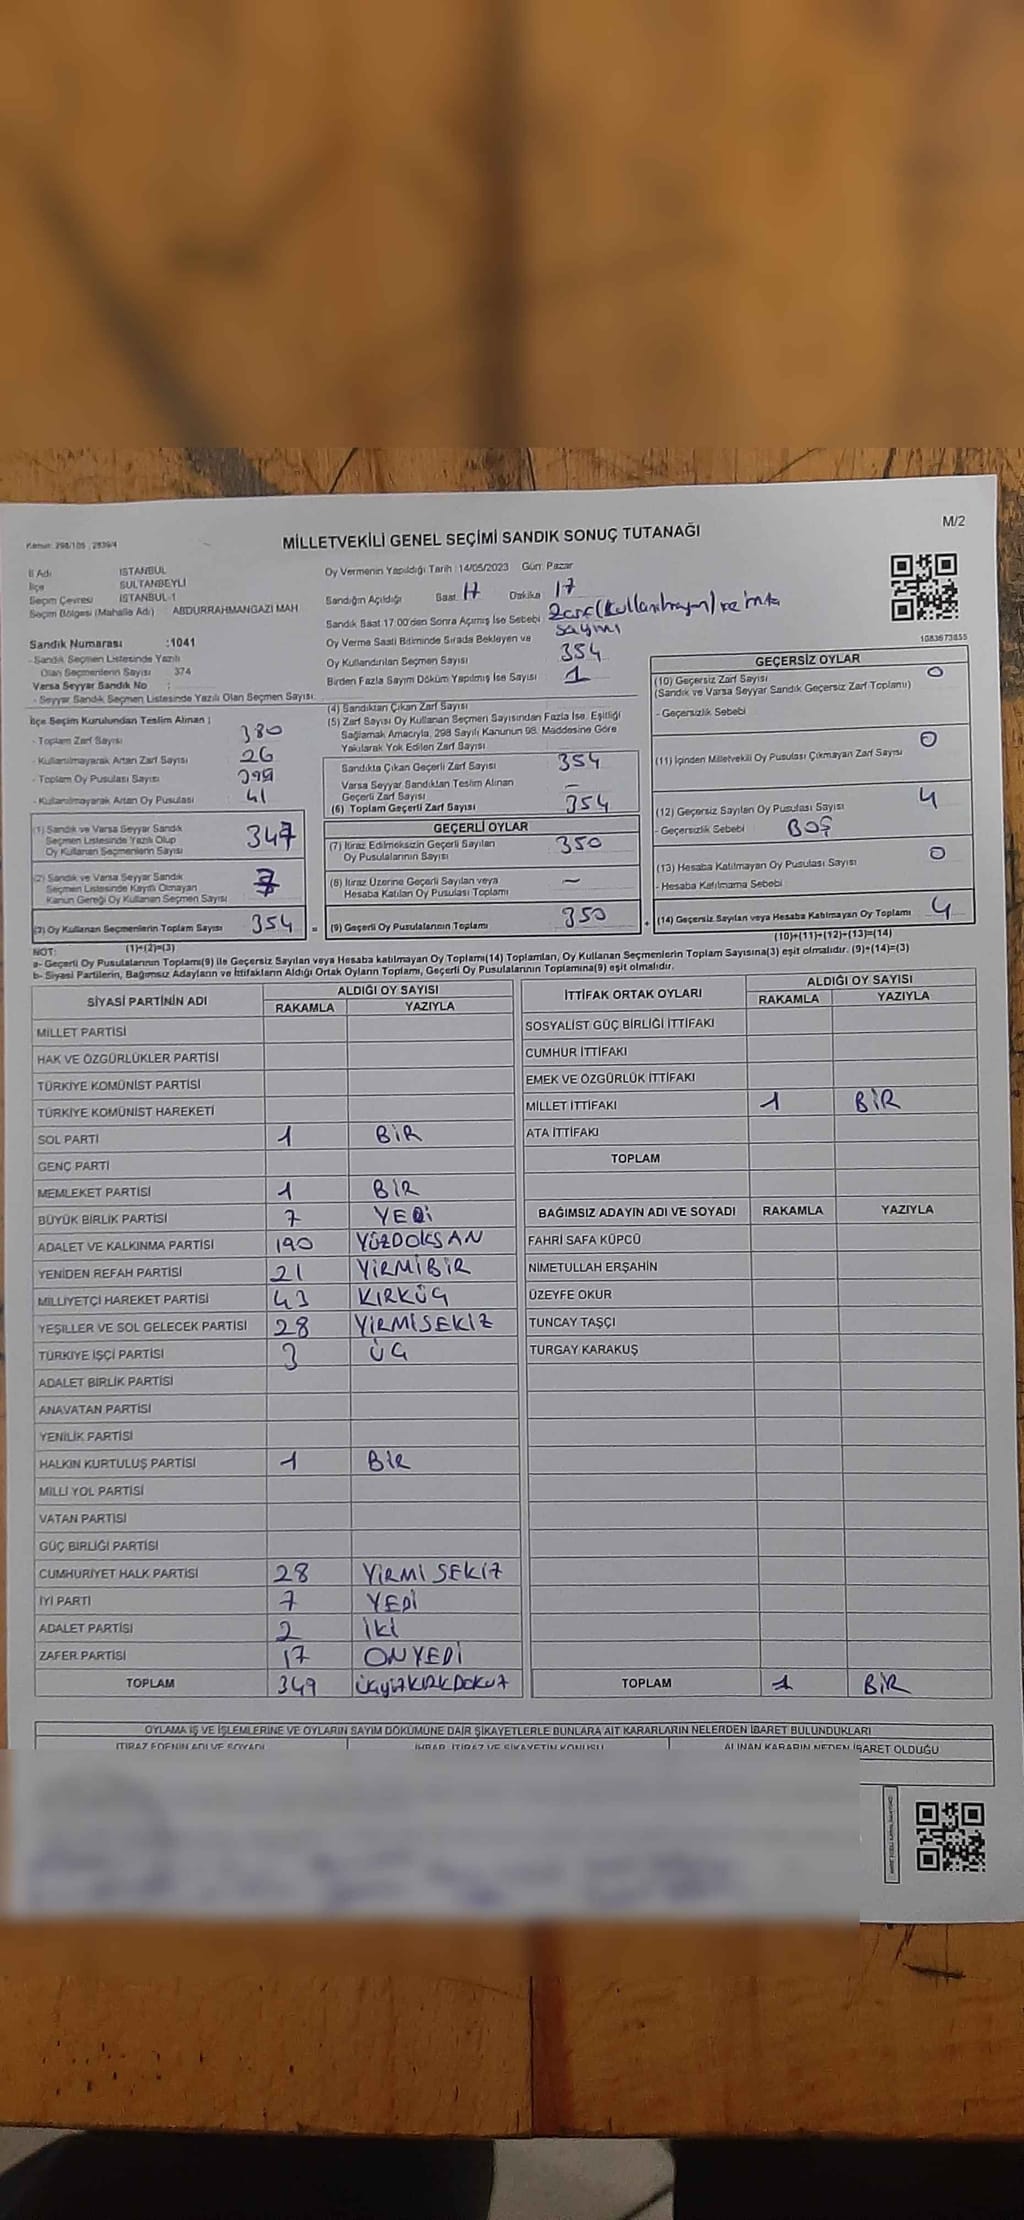 M/2
Kanun: 298/105 , 2839/4
MİLLETVEKİLİ GENEL SEÇİMİ SANDIK SONUÇ TUTANAĞI
İl Adı İSTANBUL
İlçe SULTANBEYLİ
Seçim Çevresi İSTANBUL-1
Seçim Bölgesi (Mahalle Adı) : ABDURRAHMANGAZİ MAH
Sandık Numarası :1041
- Sandık Seçmen Listesinde Yazılı
Olan Seçmenlerin Sayısı : 374
Varsa Seyyar Sandık No :
- Seyyar Sandık Seçmen Listesinde Yazılı Olan Seçmen Sayısı:
Oy Vermenin Yapıldığı Tarih :14/05/2023 Gün: Pazar
Sandığın Açıldığı Saat: 17 Dakika 17
Sandık Saat 17:00'den Sonra Açımış İse Sebebi : Zarf (kullanılmayan) ve imza
sayımı
Oy Verme Saati Bitiminde Sırada Bekleyen ve
Oy Kullandırılan Seçmen Sayısı 354
Birden Fazla Sayım Döküm Yapılmış İse Sayısı : 1
1083673855
İlçe Seçim Kurulundan Teslim Alınan ;
- Toplam Zarf Sayısı 380
- Kullanılmayarak Artan Zarf Sayısı 26
- Toplam Oy Pusulası Sayısı 399
- Kullanılmayarak Artan Oy Pusulası 41
(1) Sandık ve Varsa Seyyar Sandık
Seçmen Listesinde Yazılı Olup
Oy Kullanan Seçmenlerin Sayısı 347
(2) Sandık ve Varsa Seyyar Sandık
Seçmen Listesinde Kayıtlı Olmayan
Kanun Gereği Oy Kullanan Seçmen Sayısı 7
(3) Oy Kullanan Seçmenlerin Toplam Sayısı 354 =
(1)+(2)=(3)
(4) Sandıktan Çıkan Zarf Sayısı
(5) Zarf Sayısı Oy Kullanan Seçmen Sayısından Fazla İse, Eşitliği
Sağlamak Amacıyla, 298 Sayılı Kanunun 98. Maddesine Göre
Yakılarak Yok Edilen Zarf Sayısı
Sandıkta Çıkan Geçerli Zarf Sayısı 354
Varsa Seyyar Sandıktan Teslim Alınan
Geçerli Zarf Sayısı –
(6) Toplam Geçerli Zarf Sayısı 354
GEÇERLİ OYLAR
(7) İtiraz Edilmeksizin Geçerli Sayılan
Oy Pusulalarının Sayısı 350
(8) İtiraz Üzerine Geçerli Sayılan veya
Hesaba Katılan Oy Pusulası Toplamı –
(9) Geçerli Oy Pusulalarının Toplamı 350 +
GEÇERSİZ OYLAR
(10) Geçersiz Zarf Sayısı 0
(Sandık ve Varsa Seyyar Sandık Geçersiz Zarf Toplamı)
- Geçersizlik Sebebi
(11) İçinden Milletvekili Oy Pusulası Çıkmayan Zarf Sayısı 0
(12) Geçersiz Sayılan Oy Pusulası Sayısı 4
- Geçersizlik Sebebi BOŞ
(13) Hesaba Katılmayan Oy Pusulası Sayısı 0
- Hesaba Katılmama Sebebi
(14) Geçersiz Sayılan veya Hesaba Katılmayan Oy Toplamı 4
(10)+(11)+(12)+(13)=(14)
NOT:
a- Geçerli Oy Pusulalarının Toplamı(9) ile Geçersiz Sayılan veya Hesaba katılmayan Oy Toplamı(14) Toplamları, Oy Kullanan Seçmenlerin Toplam Sayısına(3) eşit olmalıdır. (9)+(14)=(3)
b- Siyasi Partilerin, Bağımsız Adayların ve İttifakların Aldığı Ortak Oyların Toplamı, Geçerli Oy Pusulalarının Toplamına(9) eşit olmalıdır.
SİYASİ PARTİNİN ADI ALDIĞI OY SAYISI
RAKAMLA YAZIYLA
MİLLET PARTİSİ
HAK VE ÖZGÜRLÜKLER PARTİSİ
TÜRKİYE KOMÜNİST PARTİSİ
TÜRKİYE KOMÜNİST HAREKETİ
SOL PARTİ 1 BİR
GENÇ PARTİ
MEMLEKET PARTİSİ 1 BİR
BÜYÜK BİRLİK PARTİSİ 7 YEDİ
ADALET VE KALKINMA PARTİSİ 190 YÜZDOKSAN
YENİDEN REFAH PARTİSİ 21 YİRMİBİR
MİLLİYETÇİ HAREKET PARTİSİ 43 KIRKÜÇ
YEŞİLLER VE SOL GELECEK PARTİSİ 28 YİRMİSEKİZ
TÜRKİYE İŞÇİ PARTİSİ 3 ÜÇ
ADALET BİRLİK PARTİSİ
ANAVATAN PARTİSİ
YENİLİK PARTİSİ
HALKIN KURTULUŞ PARTİSİ 1 BİR
MİLLİ YOL PARTİSİ
VATAN PARTİSİ
GÜÇ BİRLİĞİ PARTİSİ
CUMHURİYET HALK PARTİSİ 28 YİRMİ SEKİZ
İYİ PARTİ 7 YEDİ
ADALET PARTİSİ 2 İKİ
ZAFER PARTİSİ 17 ONYEDİ
TOPLAM 349 ÜÇyüzKIRKDOKUZ
İTTİFAK ORTAK OYLARI ALDIĞI OY SAYISI
RAKAMLA YAZIYLA
SOSYALİST GÜÇ BİRLİĞİ İTTİFAKI
CUMHUR İTTİFAKI
EMEK VE ÖZGÜRLÜK İTTİFAKI
MİLLET İTTİFAKI 1 BİR
ATA İTTİFAKI
TOPLAM
BAĞIMSIZ ADAYIN ADI VE SOYADI RAKAMLA YAZIYLA
FAHRİ SAFA KÜPCÜ
NİMETULLAH ERŞAHİN
ÜZEYFE OKUR
TUNCAY TAŞÇI
TURGAY KARAKUŞ
TOPLAM 1 BİR
OYLAMA İŞ VE İŞLEMLERİNE VE OYLARIN SAYIM DÖKÜMÜNE DAİR ŞİKAYETLERLE BUNLARA AİT KARARLARIN NELERDEN İBARET BULUNDUKLARI
İTİRAZ EDENİN ADI VE SOYADI İHBAR, İTİRAZ VE ŞİKAYETİN KONUSU ALINAN KARARIN NEDEN İBARET OLDUĞU